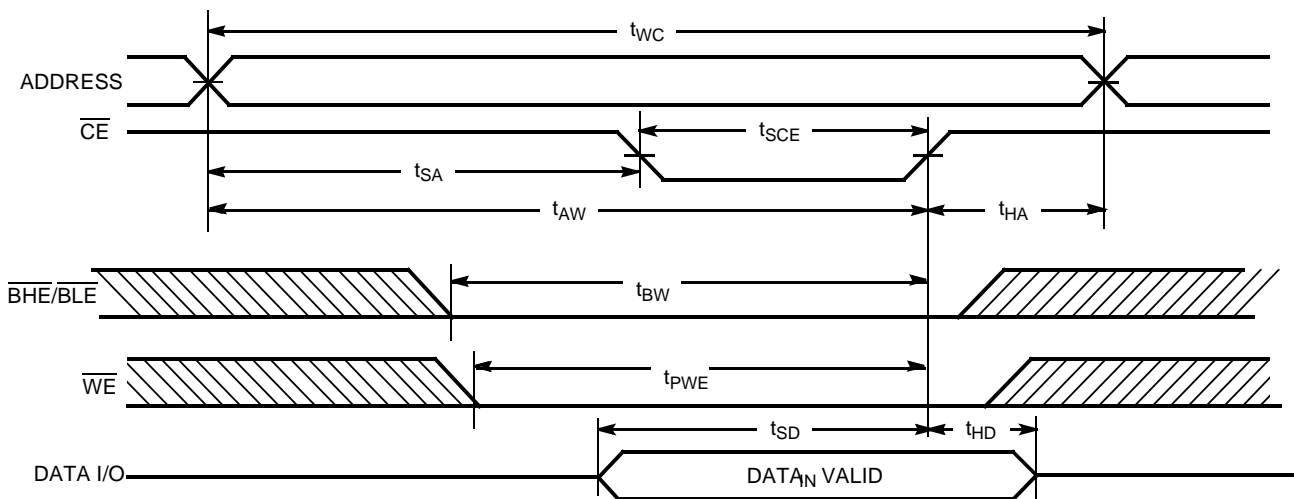 tWC
ADDRESS
CE
tSCE
tSA
tAW
tHA
BHE/BLE
tBW
WE
tPWE
tSD
tHD
DATA I/O
DATAIN VALID